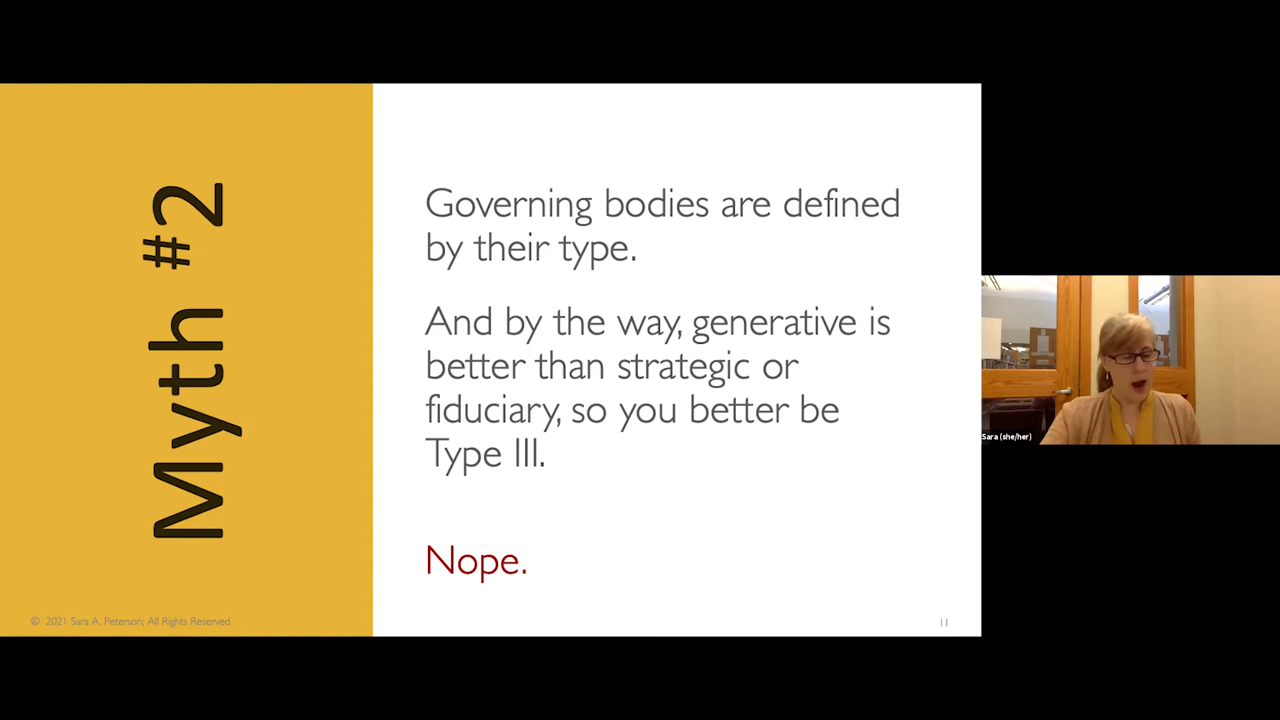 Myth #2
Governing bodies are defined
by their type.
And by the way, generative is
better than strategic or
fiduciary, so you better be
Type III.
Nope.
© 2021 Sara A. Peterson; All Rights Reserved
11
Sara (she/her)